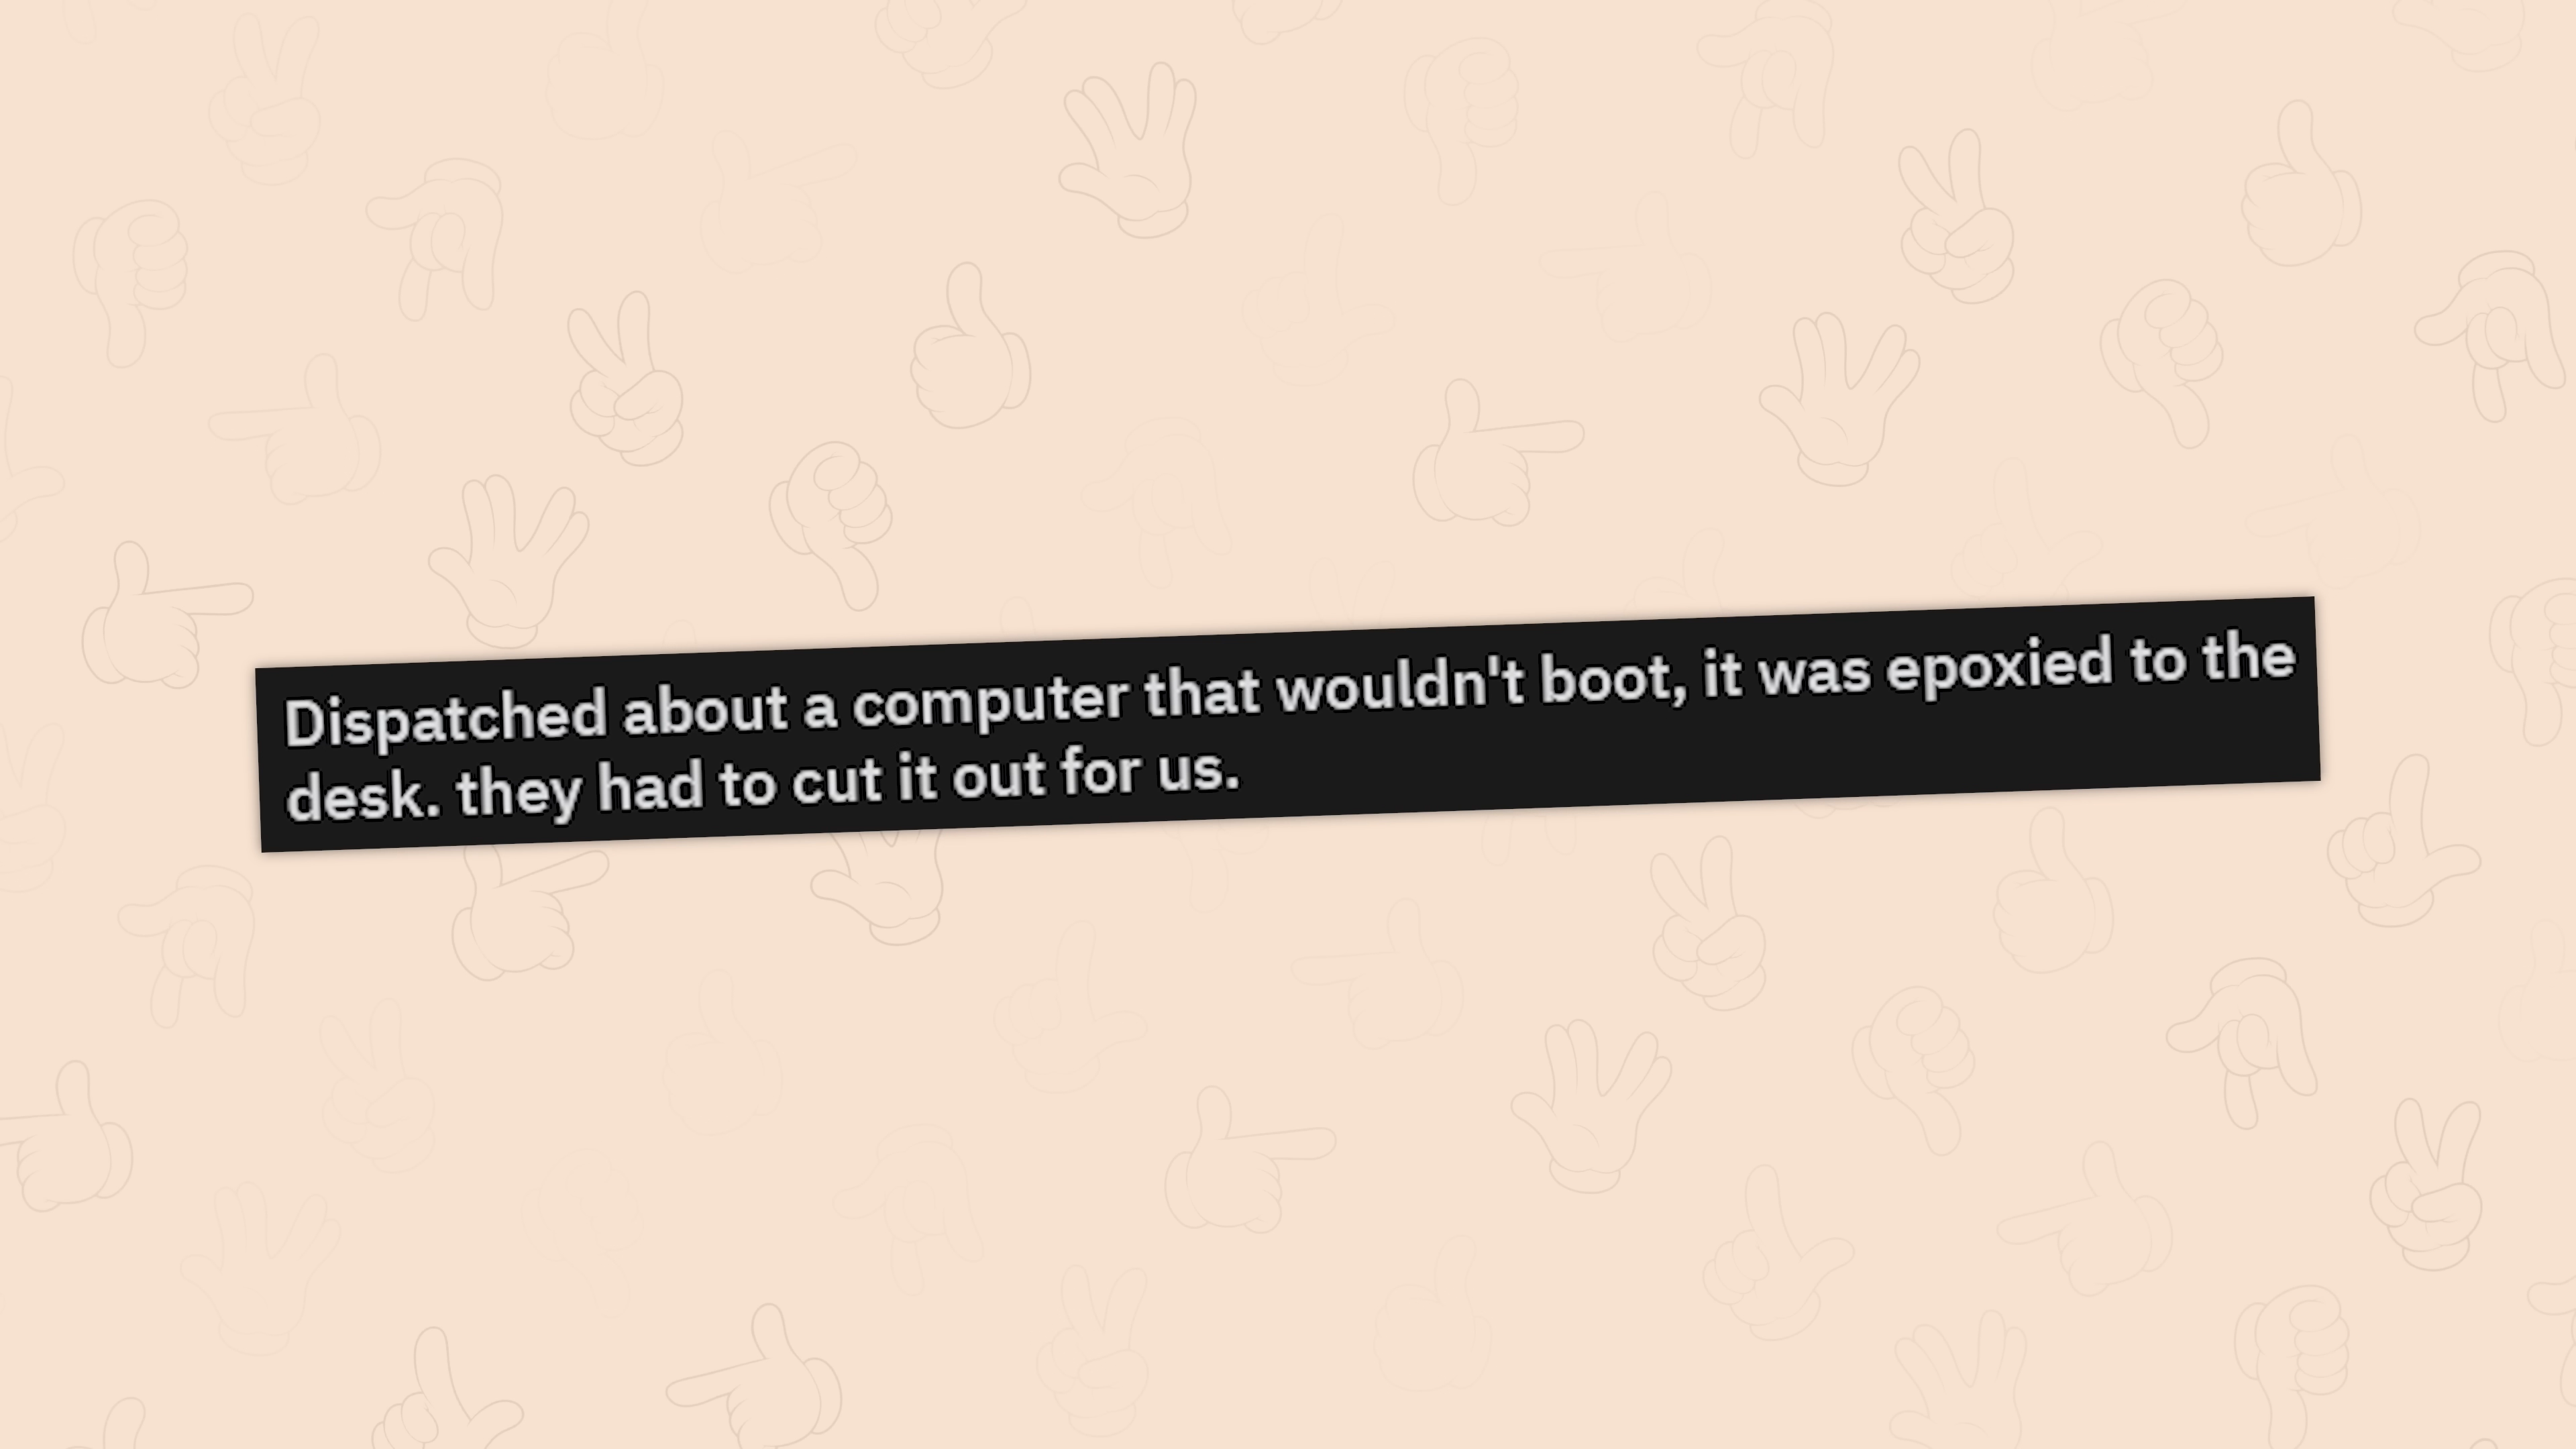 Dispatched about a computer that wouldn't boot, it was epoxied to the
desk. they had to cut it out for us.